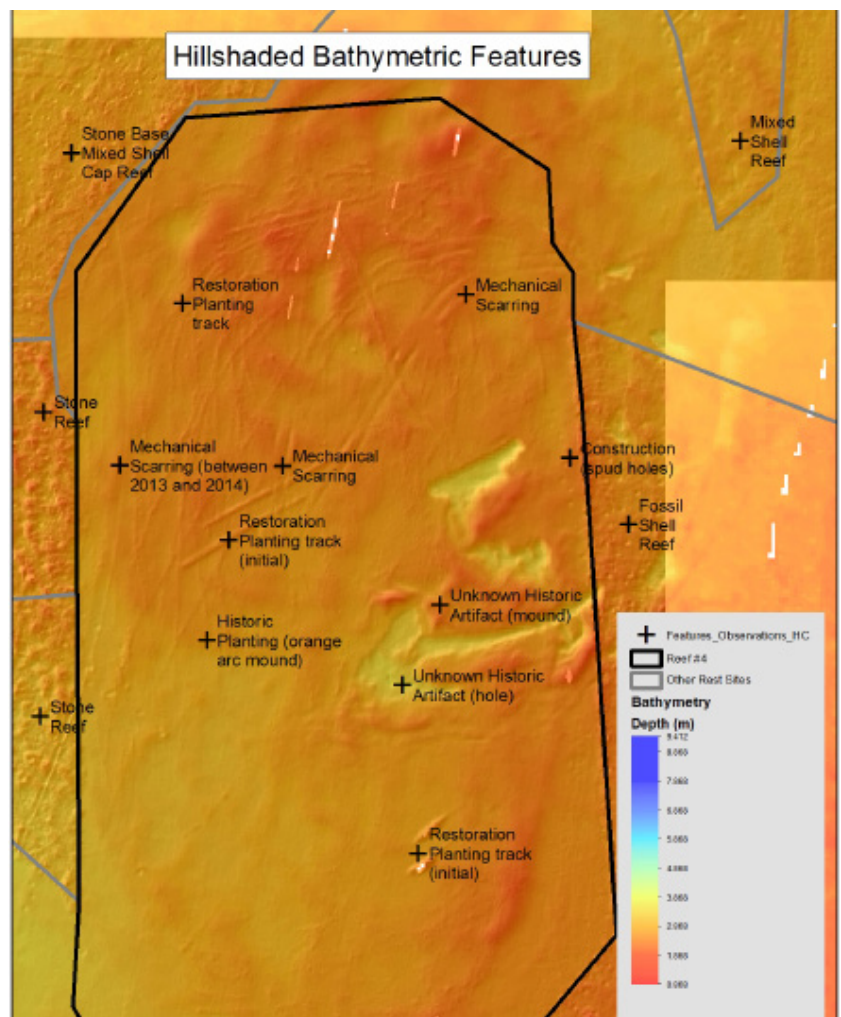 Hillshaded Bathymetric Features
Stone Base
Mixed Shell
Cap Reef
Mixed
Shell
Reef
Restoration
Planting
track
Mechanical
Scarring
Stone
Reef
Mechanical
Scarring (between
2013 and 2014)
Mechanical
Scarring
Construction
(spud holes)
Fossil
Shell
Reef
Restoration
Planting track
(initial)
Unknown Historic
Artifact (mound)
Historic
Planting (orange
arc mound)
Unknown Historic
Artifact (hole)
Stone
Reef
Restoration
Planting track
(initial)
Features_Observations_HC
Reef #4
Other Rest Sites
Bathymetry
Depth (m)